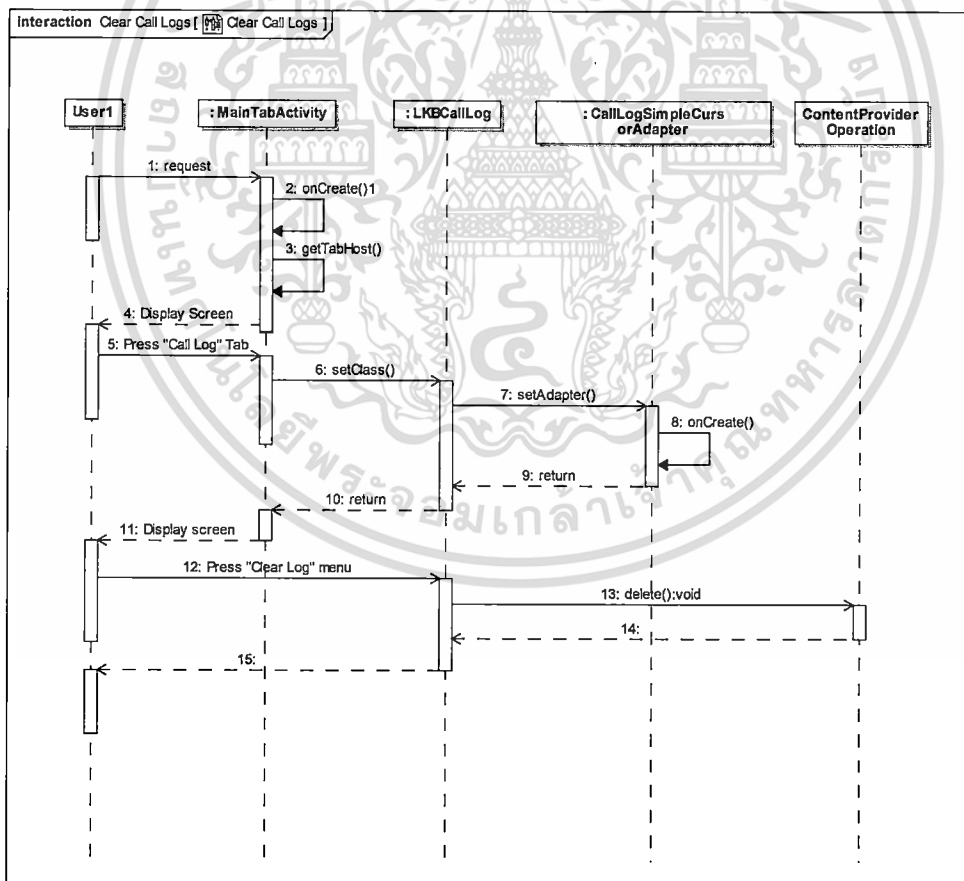 interaction Clear Call Logs [ Clear Call Logs ]
User1
: MainTabActivity
: LKBCallLog
: CallLogSimpleCurs
orAdapter
ContentProvider
Operation
1: request
2: onCreate()1
3: getTabHost()
4: Display Screen
5: Press "Call Log" Tab
6: setClass()
7: setAdapter()
8: onCreate()
9: return
10: return
11: Display screen
12: Press "Clear Log" menu
13: delete():void
14:
15: